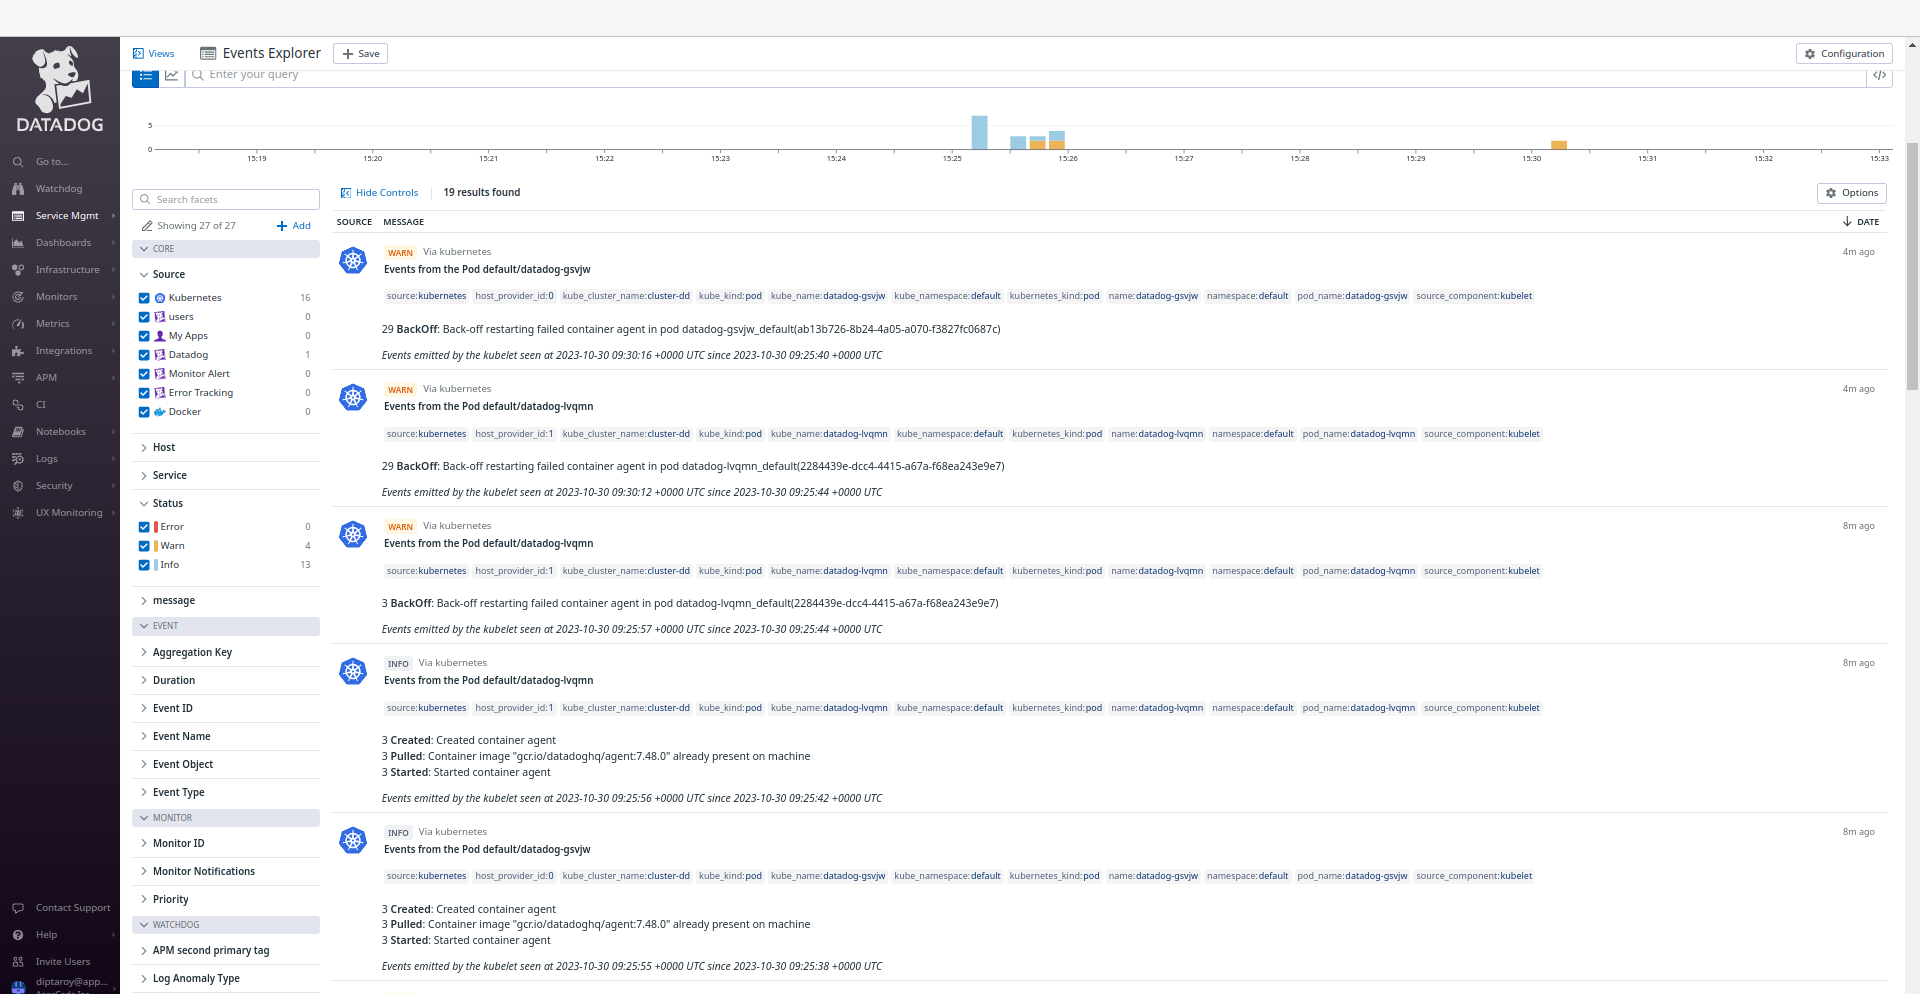 Views
Events Explorer
Save
Configuration
Enter your query
DATADOG
Go to...
Watchdog
Service Mgmt
Dashboards
Infrastructure
Monitors
Metrics
Integrations
APM
CI
Notebooks
Logs
Security
UX Monitoring
Contact Support
Help
Invite Users
diptaroy@app...
5
0
15:19 15:20 15:21 15:22 15:23 15:24 15:25 15:26 15:27 15:28 15:29 15:30 15:31 15:32 15:33
Search facets
Showing 27 of 27 Add
CORE
Source
Kubernetes 16
users 0
My Apps 0
Datadog 1
Monitor Alert 0
Error Tracking 0
Docker 0
Host
Service
Status
Error 0
Warn 4
Info 13
message
EVENT
Aggregation Key
Duration
Event ID
Event Name
Event Object
Event Type
MONITOR
Monitor ID
Monitor Notifications
Priority
WATCHDOG
APM second primary tag
Log Anomaly Type
Hide Controls 19 results found Options
SOURCE MESSAGE DATE
WARN Via kubernetes 4m ago
Events from the Pod default/datadog-gsvjw
source:kubernetes host_provider_id:0 kube_cluster_name:cluster-dd kube_kind:pod kube_name:datadog-gsvjw kube_namespace:default kubernetes_kind:pod name:datadog-gsvjw namespace:default pod_name:datadog-gsvjw source_component:kubelet
29 BackOff: Back-off restarting failed container agent in pod datadog-gsvjw_default(ab13b726-8b24-4a05-a070-f3827fc0687c)
Events emitted by the kubelet seen at 2023-10-30 09:30:16 +0000 UTC since 2023-10-30 09:25:40 +0000 UTC
WARN Via kubernetes 4m ago
Events from the Pod default/datadog-lvqmn
source:kubernetes host_provider_id:1 kube_cluster_name:cluster-dd kube_kind:pod kube_name:datadog-lvqmn kube_namespace:default kubernetes_kind:pod name:datadog-lvqmn namespace:default pod_name:datadog-lvqmn source_component:kubelet
29 BackOff: Back-off restarting failed container agent in pod datadog-lvqmn_default(2284439e-dcc4-4415-a67a-f68ea243e9e7)
Events emitted by the kubelet seen at 2023-10-30 09:30:12 +0000 UTC since 2023-10-30 09:25:44 +0000 UTC
WARN Via kubernetes 8m ago
Events from the Pod default/datadog-lvqmn
source:kubernetes host_provider_id:1 kube_cluster_name:cluster-dd kube_kind:pod kube_name:datadog-lvqmn kube_namespace:default kubernetes_kind:pod name:datadog-lvqmn namespace:default pod_name:datadog-lvqmn source_component:kubelet
3 BackOff: Back-off restarting failed container agent in pod datadog-lvqmn_default(2284439e-dcc4-4415-a67a-f68ea243e9e7)
Events emitted by the kubelet seen at 2023-10-30 09:25:57 +0000 UTC since 2023-10-30 09:25:44 +0000 UTC
INFO Via kubernetes 8m ago
Events from the Pod default/datadog-lvqmn
source:kubernetes host_provider_id:1 kube_cluster_name:cluster-dd kube_kind:pod kube_name:datadog-lvqmn kube_namespace:default kubernetes_kind:pod name:datadog-lvqmn namespace:default pod_name:datadog-lvqmn source_component:kubelet
3 Created: Created container agent
3 Pulled: Container image "gcr.io/datadoghq/agent:7.48.0" already present on machine
3 Started: Started container agent
Events emitted by the kubelet seen at 2023-10-30 09:25:56 +0000 UTC since 2023-10-30 09:25:42 +0000 UTC
INFO Via kubernetes 8m ago
Events from the Pod default/datadog-gsvjw
source:kubernetes host_provider_id:0 kube_cluster_name:cluster-dd kube_kind:pod kube_name:datadog-gsvjw kube_namespace:default kubernetes_kind:pod name:datadog-gsvjw namespace:default pod_name:datadog-gsvjw source_component:kubelet
3 Created: Created container agent
3 Pulled: Container image "gcr.io/datadoghq/agent:7.48.0" already present on machine
3 Started: Started container agent
Events emitted by the kubelet seen at 2023-10-30 09:25:55 +0000 UTC since 2023-10-30 09:25:38 +0000 UTC